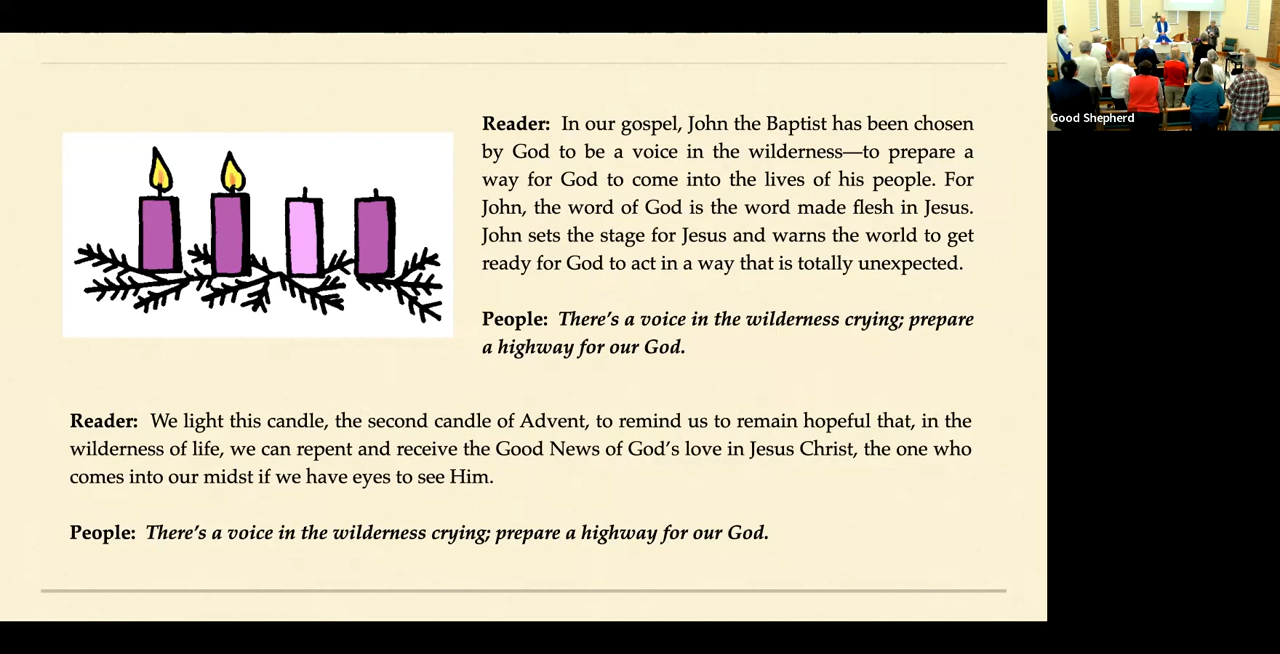 Reader: In our gospel, John the Baptist has been chosen
by God to be a voice in the wilderness—to prepare a
way for God to come into the lives of his people. For
John, the word of God is the word made flesh in Jesus.
John sets the stage for Jesus and warns the world to get
ready for God to act in a way that is totally unexpected.
People: There’s a voice in the wilderness crying; prepare
a highway for our God.
Reader: We light this candle, the second candle of Advent, to remind us to remain hopeful that, in the
wilderness of life, we can repent and receive the Good News of God’s love in Jesus Christ, the one who
comes into our midst if we have eyes to see Him.
People: There’s a voice in the wilderness crying; prepare a highway for our God.
Good Shepherd